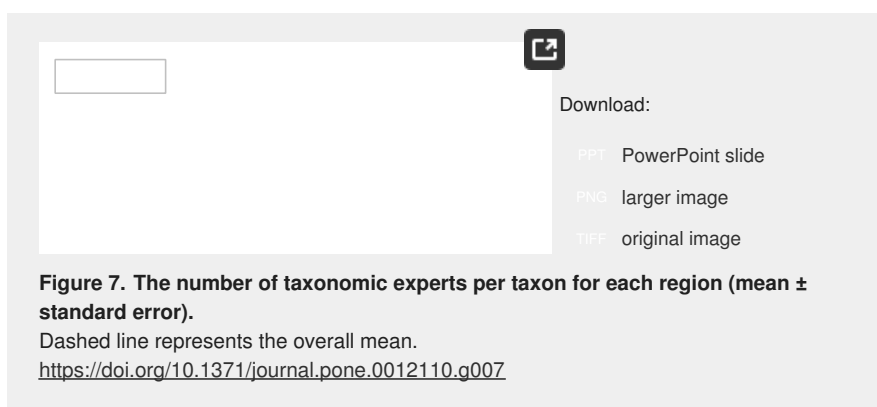 Download:
PPT PowerPoint slide
PNG larger image
TIFF original image
Figure 7. The number of taxonomic experts per taxon for each region (mean ±
standard error).
Dashed line represents the overall mean.
https://doi.org/10.1371/journal.pone.0012110.g007